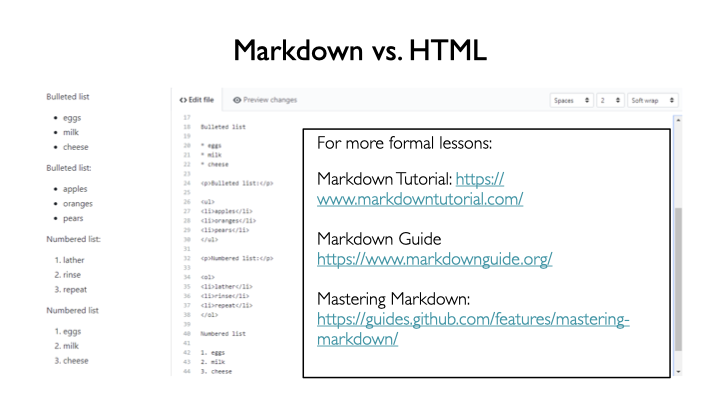 Markdown vs. HTML
Bulleted list
• eggs
• milk
• cheese
Bulleted list:
• apples
• oranges
• pears
Numbered list:
1. lather
2. rinse
3. repeat
Numbered list
1. eggs
2. milk
3. cheese
<> Edit file
Preview changes
Spaces
2
Soft wrap
17
18 Bulleted list
19
20 * eggs
21 * milk
22 * cheese
23
24 <p>Bulleted list:</p>
25
26 <ul>
27 <li>apples</li>
28 <li>oranges</li>
29 <li>pears</li>
30 </ul>
31
32 <p>Numbered list:</p>
33
34 <ol>
35 <li>lather</li>
36 <li>rinse</li>
37 <li>repeat</li>
38 </ol>
39
40 Numbered list
41
42 1. eggs
43 2. milk
44 3. cheese
For more formal lessons:
Markdown Tutorial: https://
www.markdowntutorial.com/
Markdown Guide
https://www.markdownguide.org/
Mastering Markdown:
https://guides.github.com/features/mastering-
markdown/